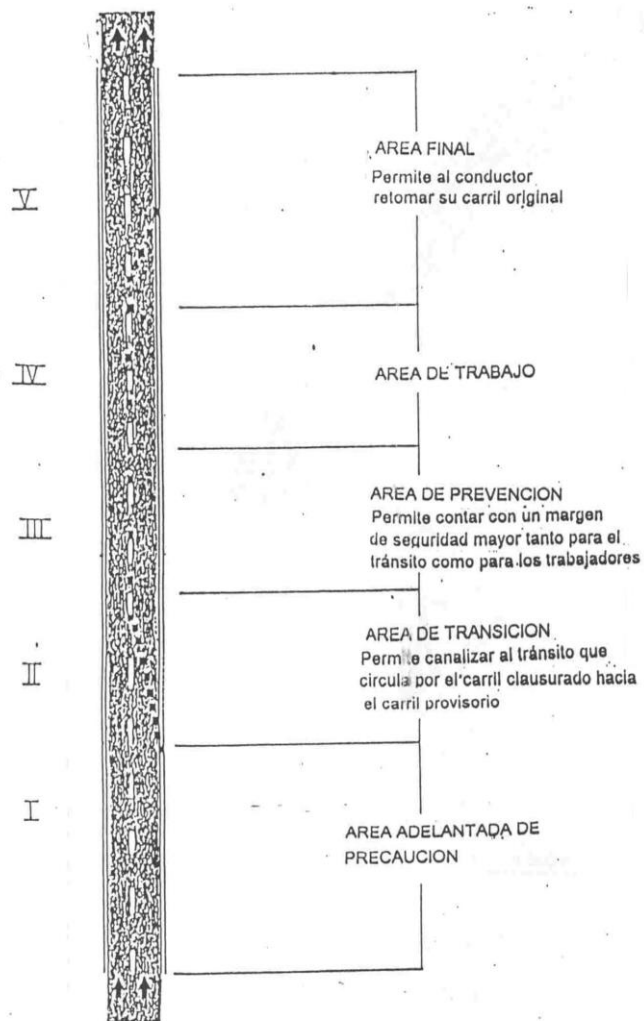 V
AREA FINAL
Permite al conductor
retomar su carril original
IV
AREA DE TRABAJO
III
AREA DE PREVENCION
Permite contar con un margen
de seguridad mayor tanto para el
tránsito como para los trabajadores
II
AREA DE TRANSICION
Permite canalizar al tránsito que
circula por el carril clausurado hacia
el carril provisorio
I
AREA ADELANTADA DE
PRECAUCION